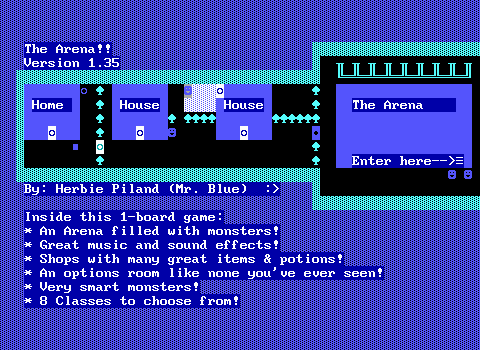 The Arena!!
Version 1.35
Home
House
House
The Arena
Enter here-->≡
By: Herbie Piland (Mr. Blue)  :>
Inside this 1-board game:
* An Arena filled with monsters!
* Great music and sound effects!
* Shops with many great items & potions!
* An options room like none you've ever seen!
* Very smart monsters!
* 8 Classes to choose from!